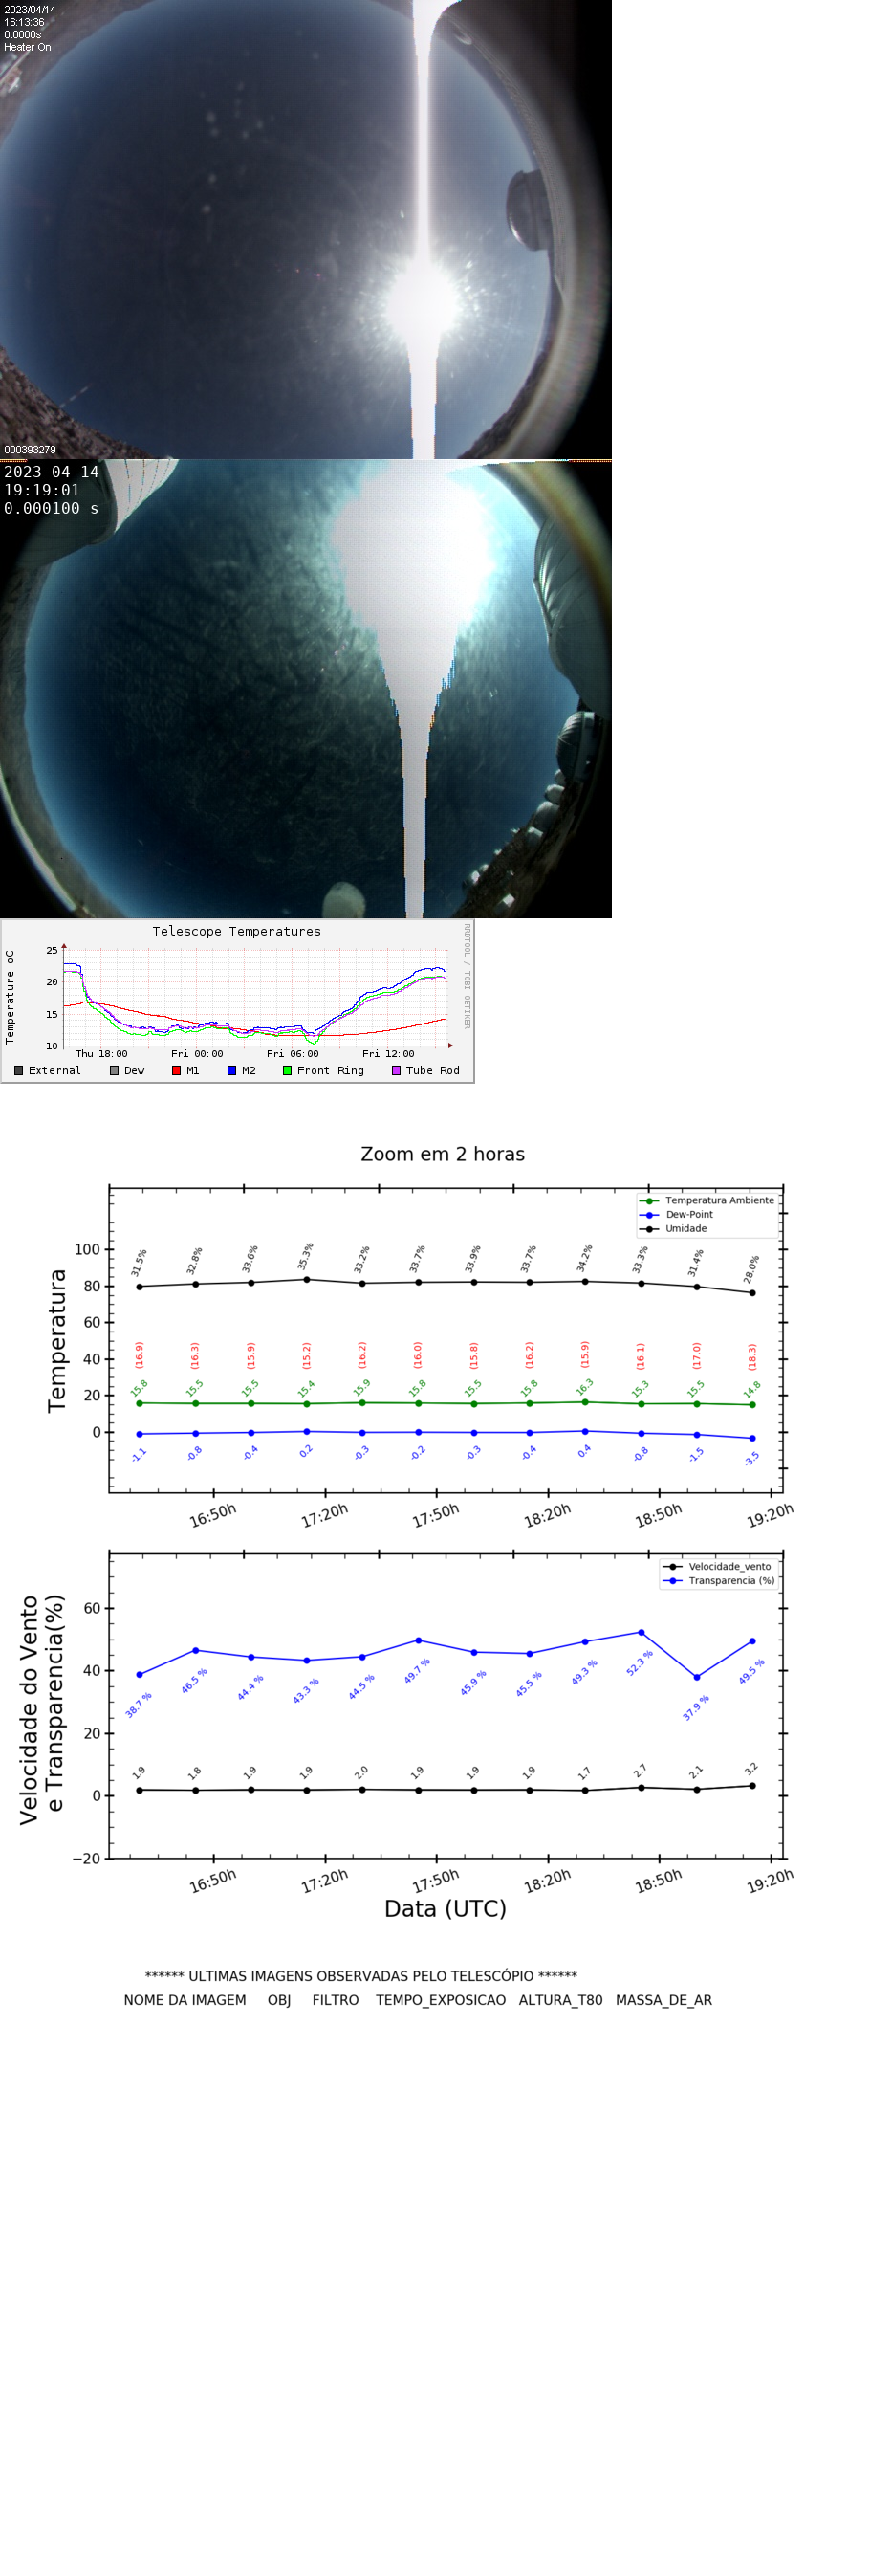 2023/04/14
16:13:36
0.0000s
Heater On
000393279
2023-04-14
19:19:01
0.000100 s
Telescope Temperatures
Temperature oC
25
20
15
10
Thu 18:00 Fri 00:00 Fri 06:00 Fri 12:00
External Dew M1 M2 Front Ring Tube Rod
RRDTOOL / TOBI OETIKER
Zoom em 2 horas
Temperatura Ambiente
Dew-Point
Umidade
Temperatura
100
80
60
40
20
0
31.5% 32.8% 33.6% 35.3% 33.2% 33.7% 33.9% 33.7% 34.2% 33.3% 31.4% 28.0%
(16.9) (16.3) (15.9) (15.2) (16.2) (16.0) (15.8) (16.2) (15.9) (16.1) (17.0) (18.3)
15.8 15.5 15.5 15.4 15.9 15.8 15.5 15.8 16.3 15.3 15.5 14.8
-1.1 -0.8 -0.4 0.2 -0.3 -0.2 -0.3 -0.4 0.4 -0.8 -1.5 -3.5
16:50h 17:20h 17:50h 18:20h 18:50h 19:20h
Velocidade_vento
Transparencia (%)
Velocidade do Vento
e Transparencia(%)
60
40
20
0
−20
38.7 % 46.5 % 44.4 % 43.3 % 44.5 % 49.7 % 45.9 % 45.5 % 49.3 % 52.3 % 37.9 % 49.5 %
1.9 1.8 1.9 1.9 2.0 1.9 1.9 1.9 1.7 2.7 2.1 3.2
16:50h 17:20h 17:50h 18:20h 18:50h 19:20h
Data (UTC)
****** ULTIMAS IMAGENS OBSERVADAS PELO TELESCÓPIO ******
NOME DA IMAGEM OBJ FILTRO TEMPO_EXPOSICAO ALTURA_T80 MASSA_DE_AR